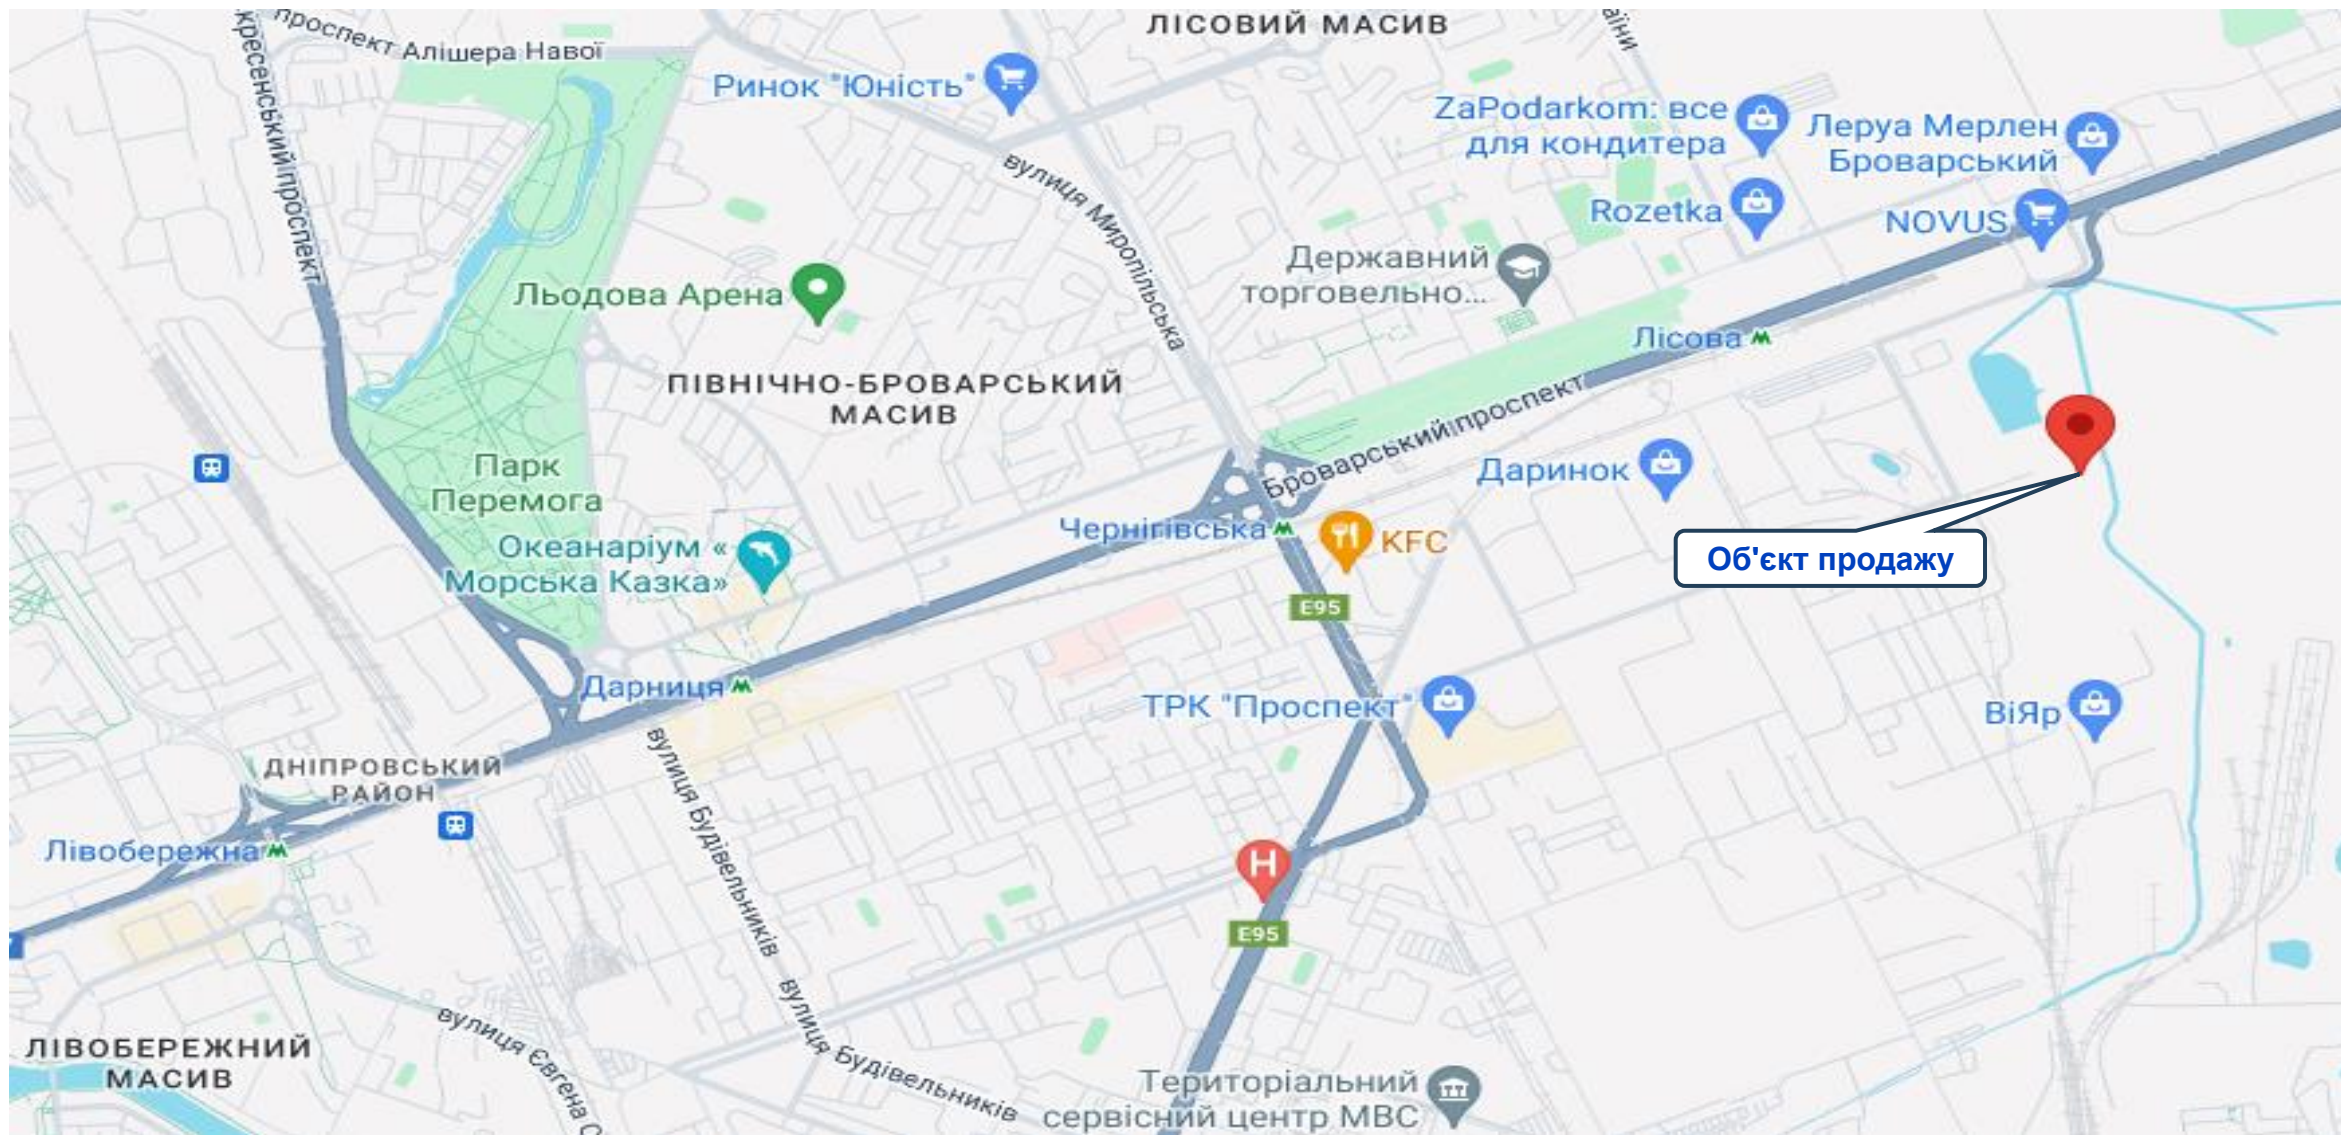 ЛІСОВИЙ МАСИВ
проспект Алішера Навої
Ринок "Юність"
ZaPodarkom: все
для кондитера
Леруа Мерлен
Броварський
Rozetka
NOVUS
вулиця Миропільська
Державний
торговельно...
Льодова Арена
Лісова
ПІВНІЧНО-БРОВАРСЬКИЙ
МАСИВ
Броварський проспект
Парк
Перемога
Даринок
Чернігівська
KFC
Океанаріум «
Морська Казка»
Об'єкт продажу
E95
Дарниця
ТРК "Проспект"
ВіЯр
вулиця Будівельників
ДНІПРОВСЬКИЙ
РАЙОН
Лівобережна
H
E95
вулиця Будівельників
вулиця Євгена С
ЛІВОБЕРЕЖНИЙ
МАСИВ
Територіальний
сервісний центр МВС